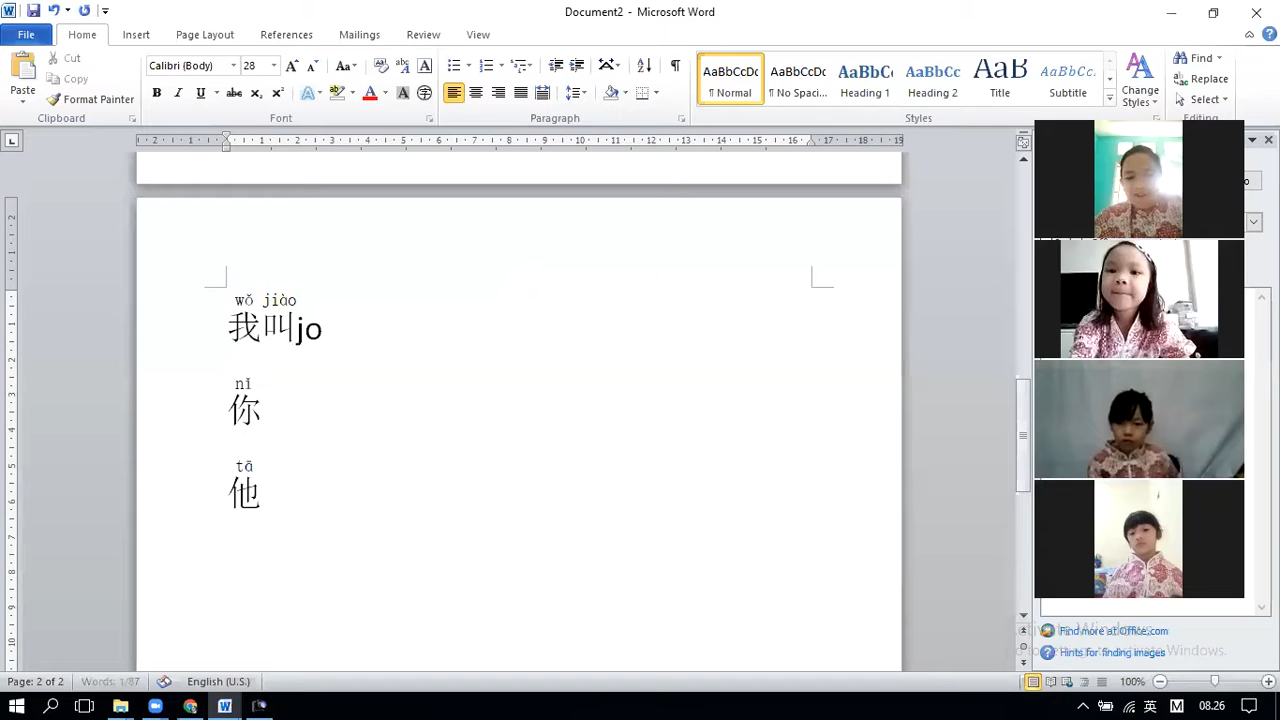 Document2 - Microsoft Word
File Home Insert Page Layout References Mailings Review View
Cut
Copy
Format Painter
Paste
Clipboard
Calibri (Body) 28
Font
Paragraph
AaBbCcDc AaBbCcDc AaBbC AaBbCc AaB AaBbCc.
¶ Normal ¶ No Spaci... Heading 1 Heading 2 Title Subtitle
Change Styles
Styles
Find
Replace
Select
Editing
wǒ jiào
我叫jo
nǐ
你
tā
他
Find more at Office.com
Hints for finding images
Page: 2 of 2 Words: 1/87 English (U.S.) 100%
英 M 08.26